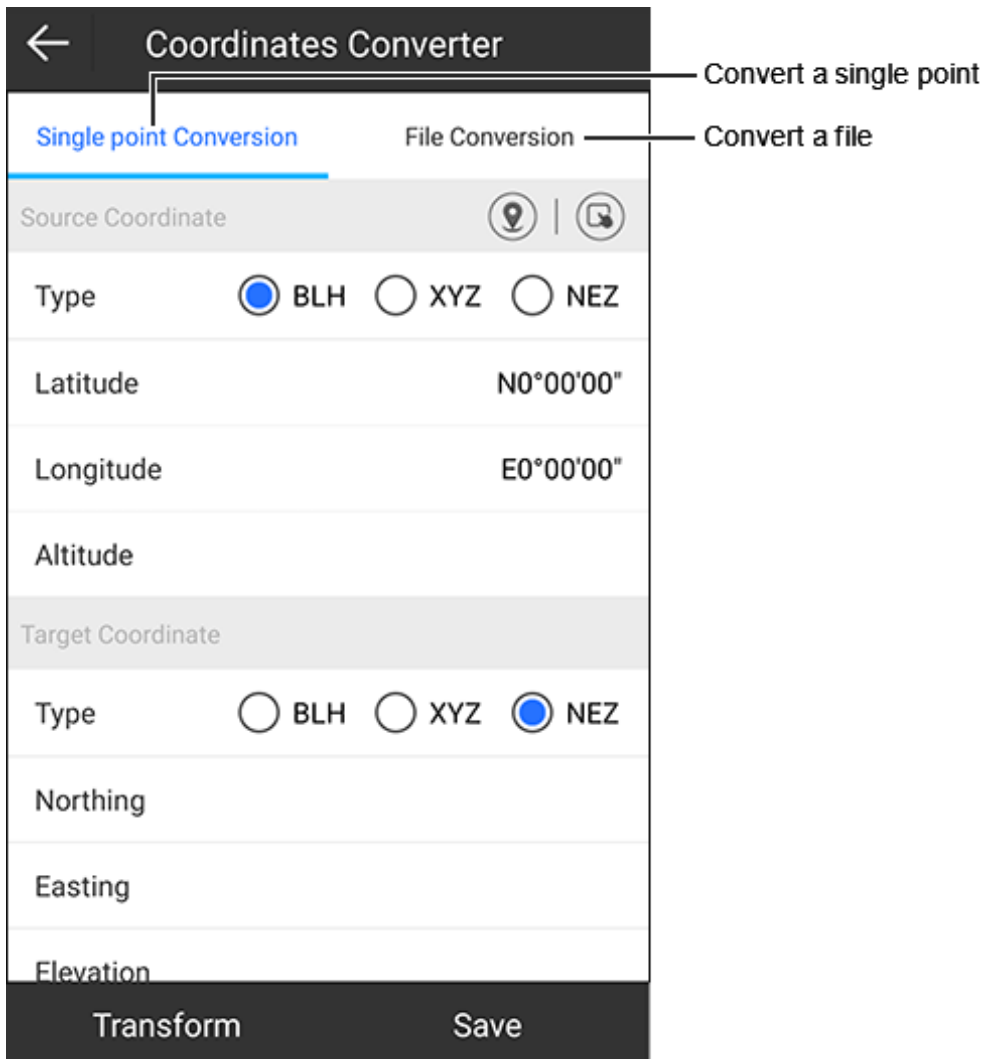 Coordinates Converter
Convert a single point
Single point Conversion File Conversion
Convert a file
Source Coordinate
Type BLH XYZ NEZ
Latitude N0°00'00"
Longitude E0°00'00"
Altitude
Target Coordinate
Type BLH XYZ NEZ
Northing
Easting
Elevation
Transform Save